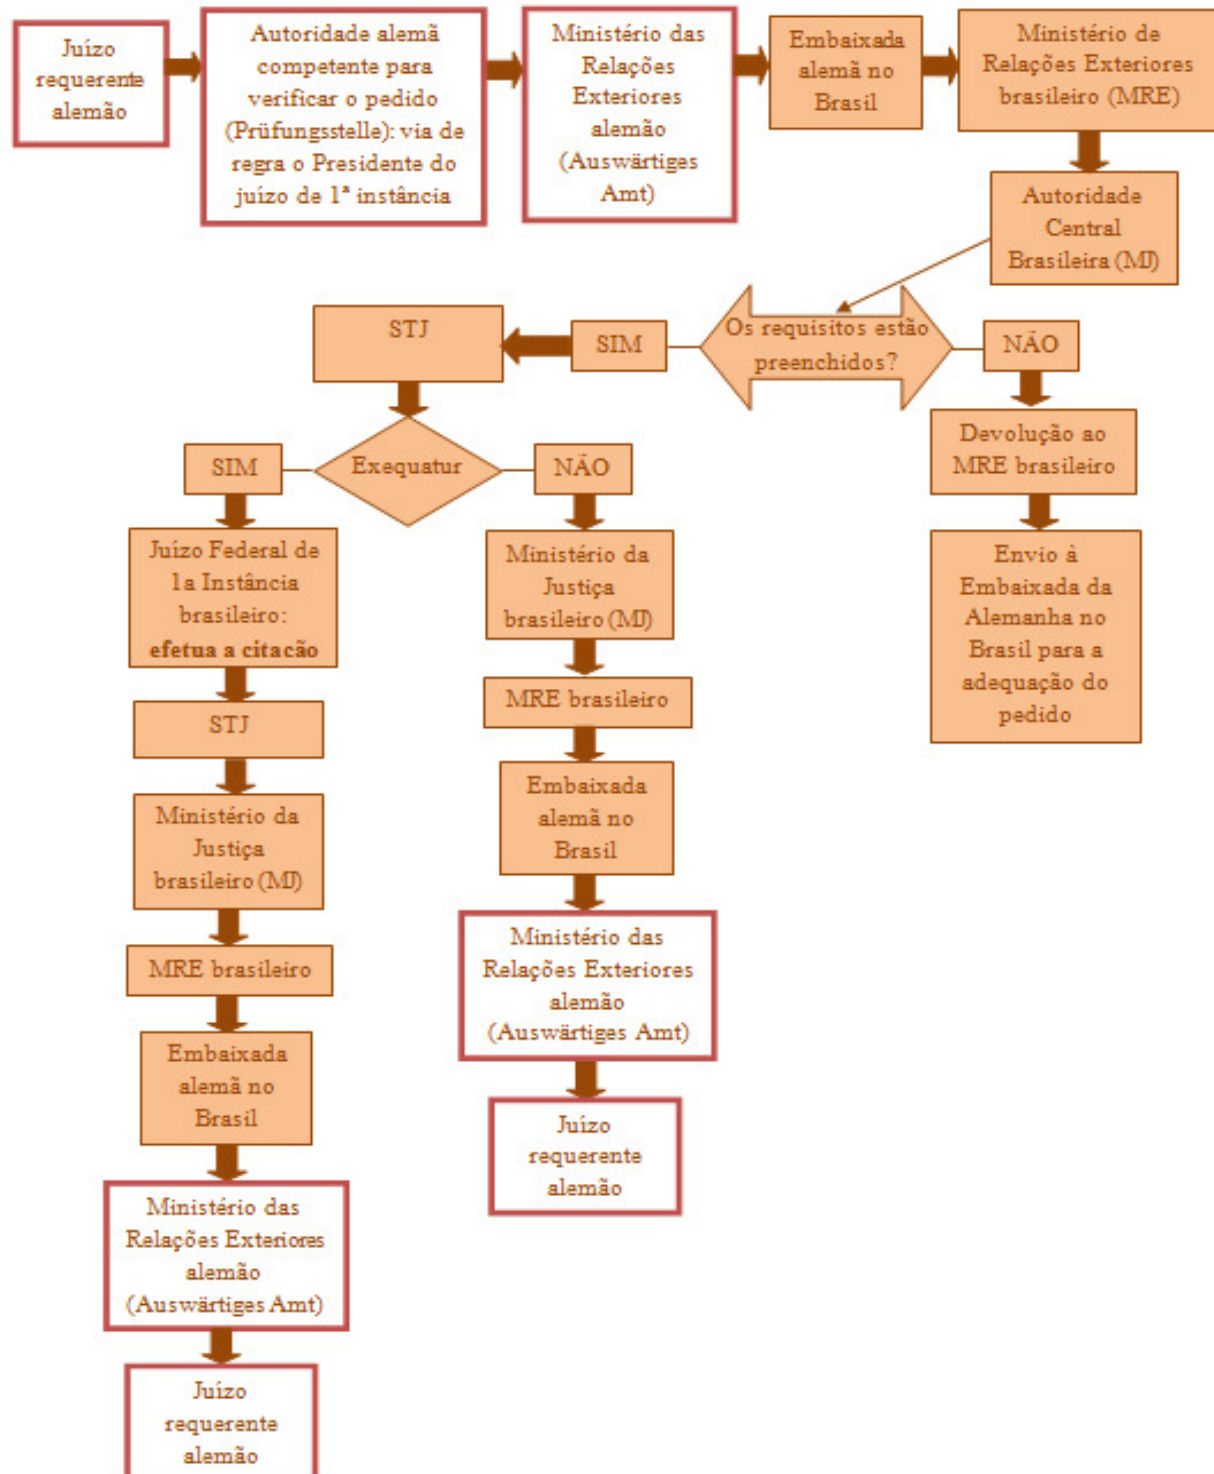 Juízo
requerente
alemão
Autoridade alemã
competente para
verificar o pedido
(Prüfungsstelle): via de
regra o Presidente do
juízo de 1ª instância
Ministério das
Relações
Exteriores
alemão
(Auswärtiges
Amt)
Embaixada
alemã no
Brasil
Ministério de
Relações Exteriores
brasileiro (MRE)
Autoridade
Central
Brasileira (MJ)
Os requisitos estão
preenchidos?
SIM
NÃO
STJ
Devolução ao
MRE brasileiro
Envio à
Embaixada da
Alemanha no
Brasil para a
adequação do
pedido
Exequatur
SIM
NÃO
Juízo Federal de
1a Instância
brasileiro:
efetua a citacão
STJ
Ministério da
Justiça
brasileiro (MJ)
MRE brasileiro
Embaixada
alemã no
Brasil
Ministério das
Relações Exteriores
alemão
(Auswärtiges Amt)
Juízo
requerente
alemão
Ministério da
Justiça
brasileiro (MJ)
MRE brasileiro
Embaixada
alemã no
Brasil
Ministério das
Relações Exteriores
alemão
(Auswärtiges Amt)
Juízo
requerente
alemão